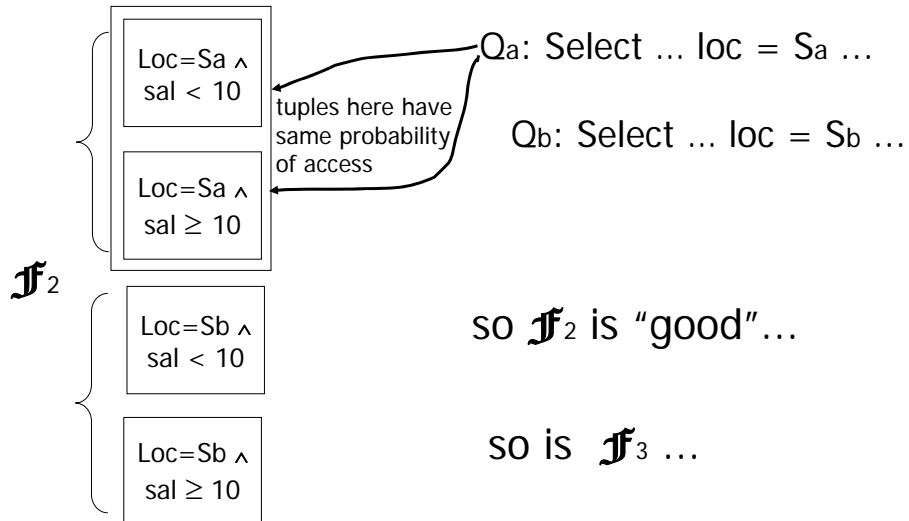 Loc=Sa ∧
sal < 10
Qa: Select ... loc = Sa ...
tuples here have
same probability
of access
Qb: Select ... loc = Sb ...
Loc=Sa ∧
sal ≥ 10
𝕱2
Loc=Sb ∧
sal < 10
so 𝕱2 is “good”...
Loc=Sb ∧
sal ≥ 10
so is 𝕱3 ...